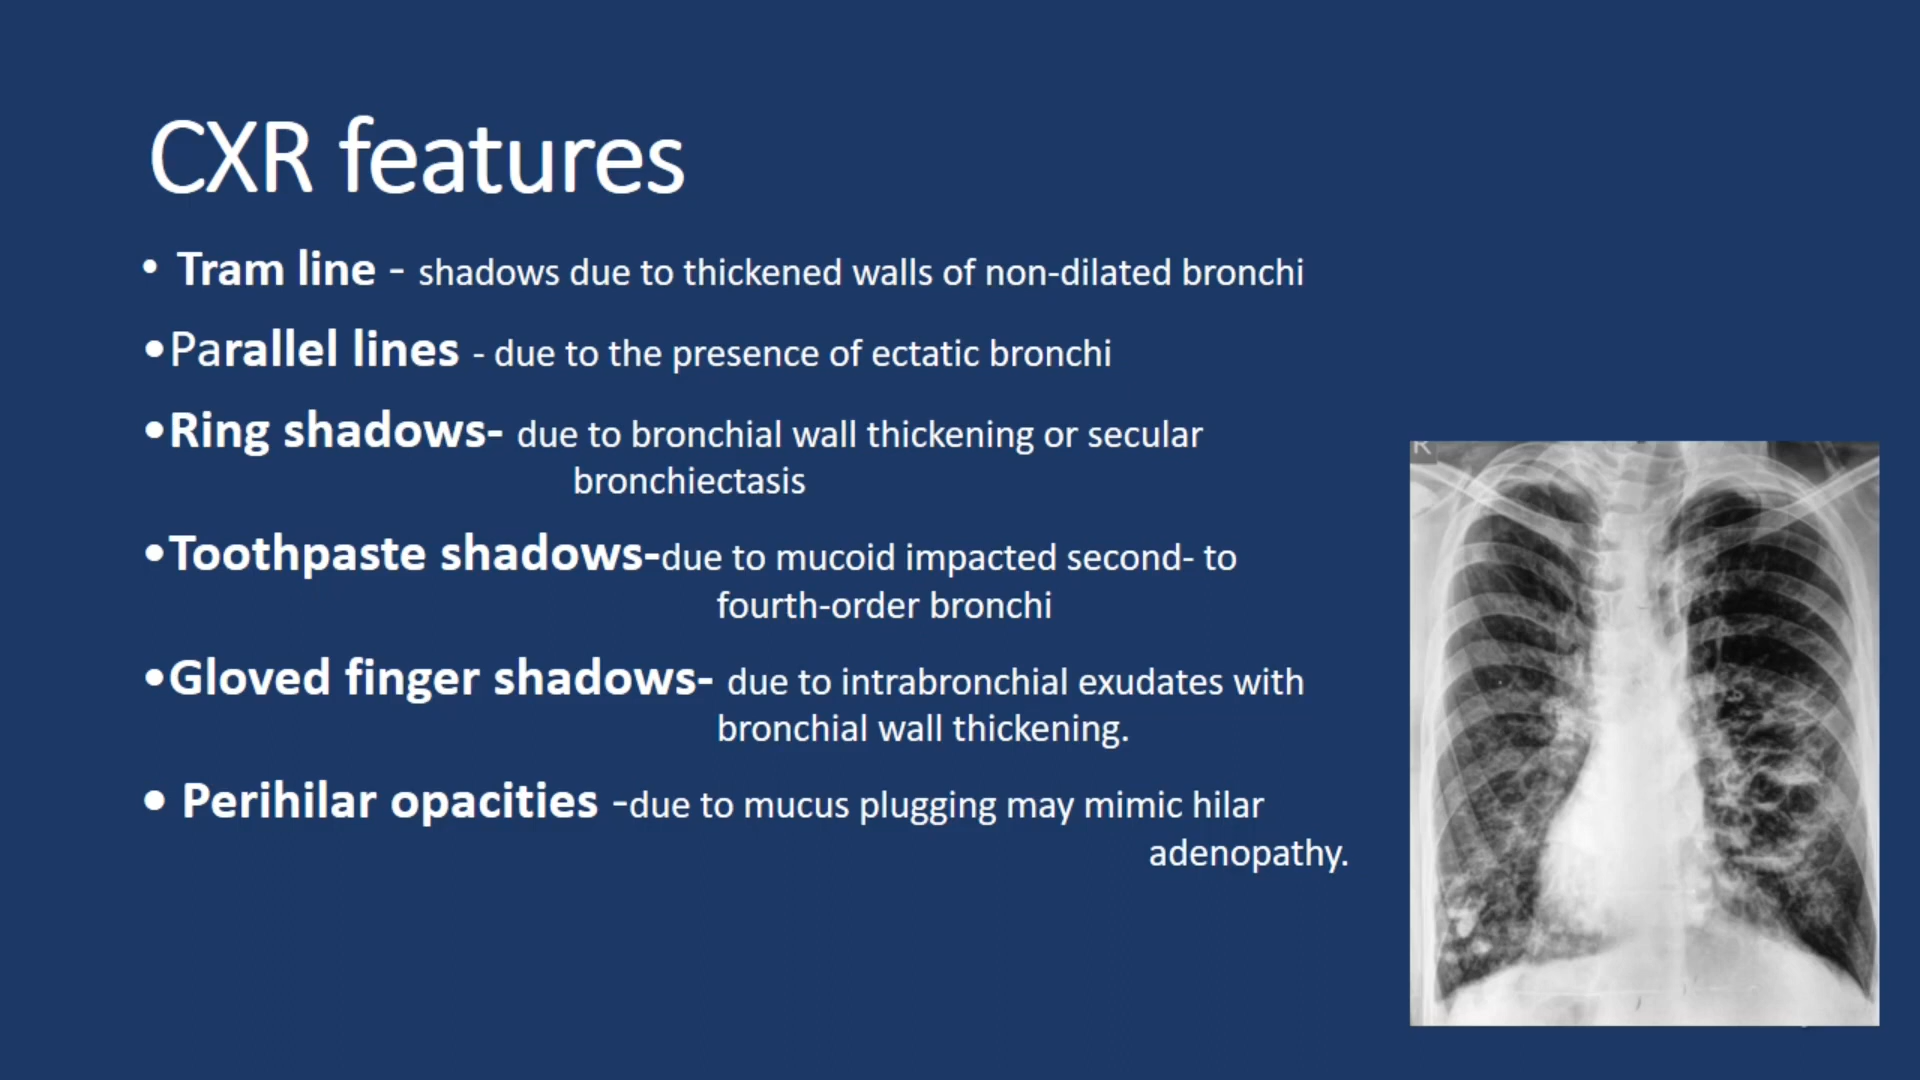 CXR features
• Tram line - shadows due to thickened walls of non-dilated bronchi
•Parallel lines - due to the presence of ectatic bronchi
•Ring shadows- due to bronchial wall thickening or secular
bronchiectasis
•Toothpaste shadows-due to mucoid impacted second- to
fourth-order bronchi
•Gloved finger shadows- due to intrabronchial exudates with
bronchial wall thickening.
• Perihilar opacities -due to mucus plugging may mimic hilar
adenopathy.
R